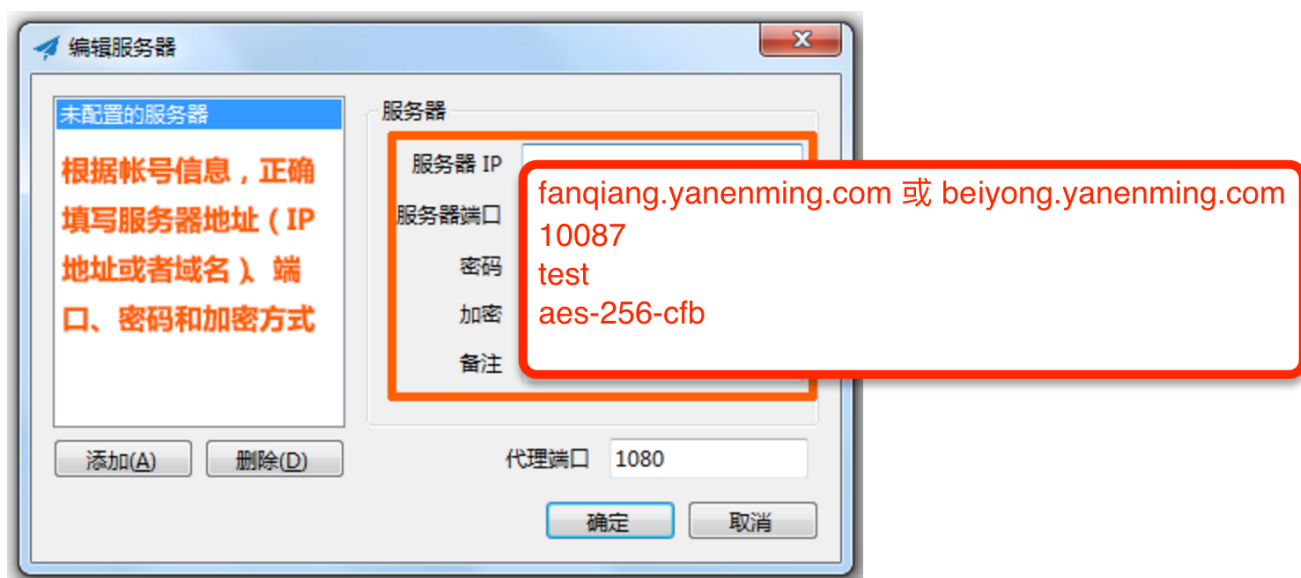 编辑服务器
未配置的服务器
根据帐号信息，正确
填写服务器地址（IP
地址或者域名）、端
口、密码和加密方式
添加(A)
删除(D)
服务器
服务器 IP
fanqiang.yanenming.com 或 beiyong.yanenming.com
服务器端口
10087
密码
test
加密
aes-256-cfb
备注
代理端口
1080
确定
取消